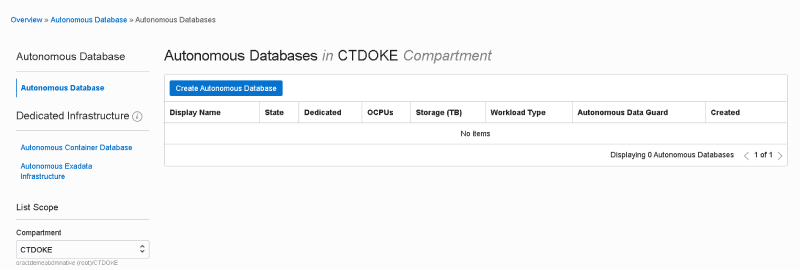 Overview » Autonomous Database » Autonomous Databases
Autonomous Database
Autonomous Database
Dedicated Infrastructure i
Autonomous Container Database
Autonomous Exadata
Infrastructure
List Scope
Compartment
CTDOKE
(root)/CTDOKE
Autonomous Databases in CTDOKE Compartment
Create Autonomous Database
Display Name State Dedicated OCPUs Storage (TB) Workload Type Autonomous Data Guard Created
No items
Displaying 0 Autonomous Databases < 1 of 1 >